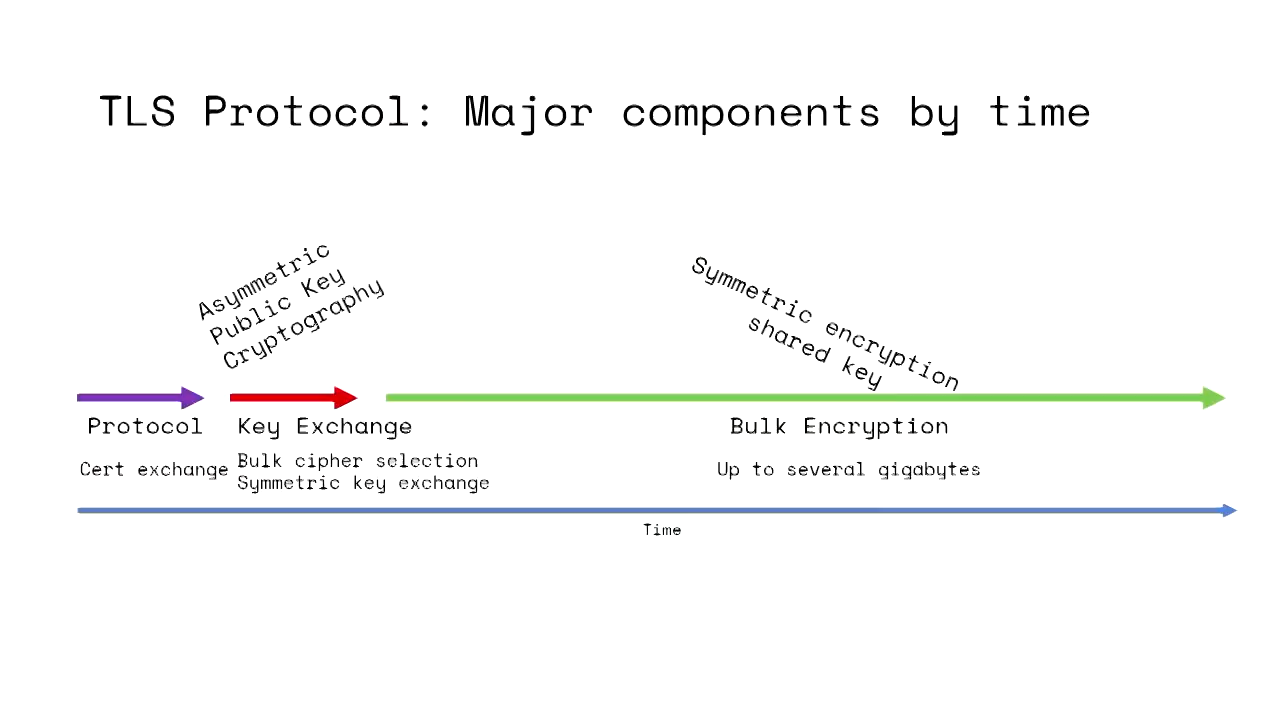 TLS Protocol: Major components by time
Asymmetric
Public Key
Cryptography
Symmetric encryption
shared key
Protocol
Key Exchange
Bulk Encryption
Cert exchange
Bulk cipher selection
Symmetric key exchange
Up to several gigabytes
Time